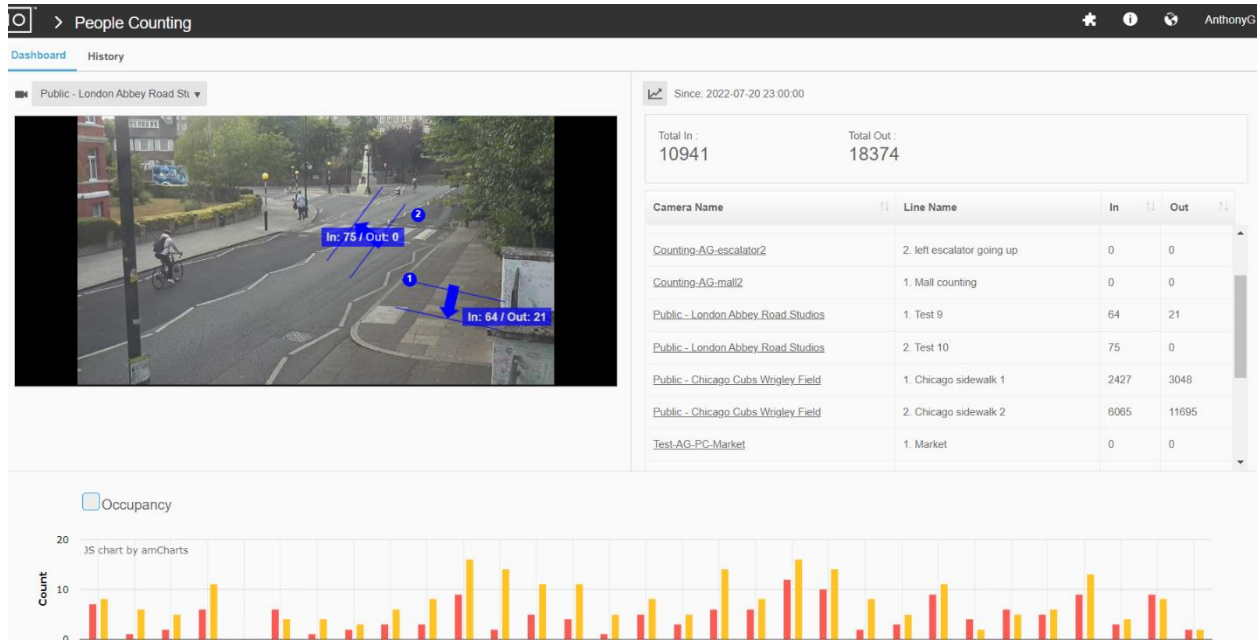 People Counting
AnthonyG
Dashboard History
Public - London Abbey Road Stu
Since: 2022-07-20 23:00:00
Total In :
Total Out :
10941
18374
2
In: 75 / Out: 0
1
In: 64 / Out: 21
Camera Name Line Name In Out
Counting-AG-escalator2 2. left escalator going up 0 0
Counting-AG-mall2 1. Mall counting 0 0
Public - London Abbey Road Studios 1. Test 9 64 21
Public - London Abbey Road Studios 2. Test 10 75 0
Public - Chicago Cubs Wrigley Field 1. Chicago sidewalk 1 2427 3048
Public - Chicago Cubs Wrigley Field 2. Chicago sidewalk 2 6065 11695
Test-AG-PC-Market 1. Market 0 0
Occupancy
JS chart by amCharts
Count
20
10
0